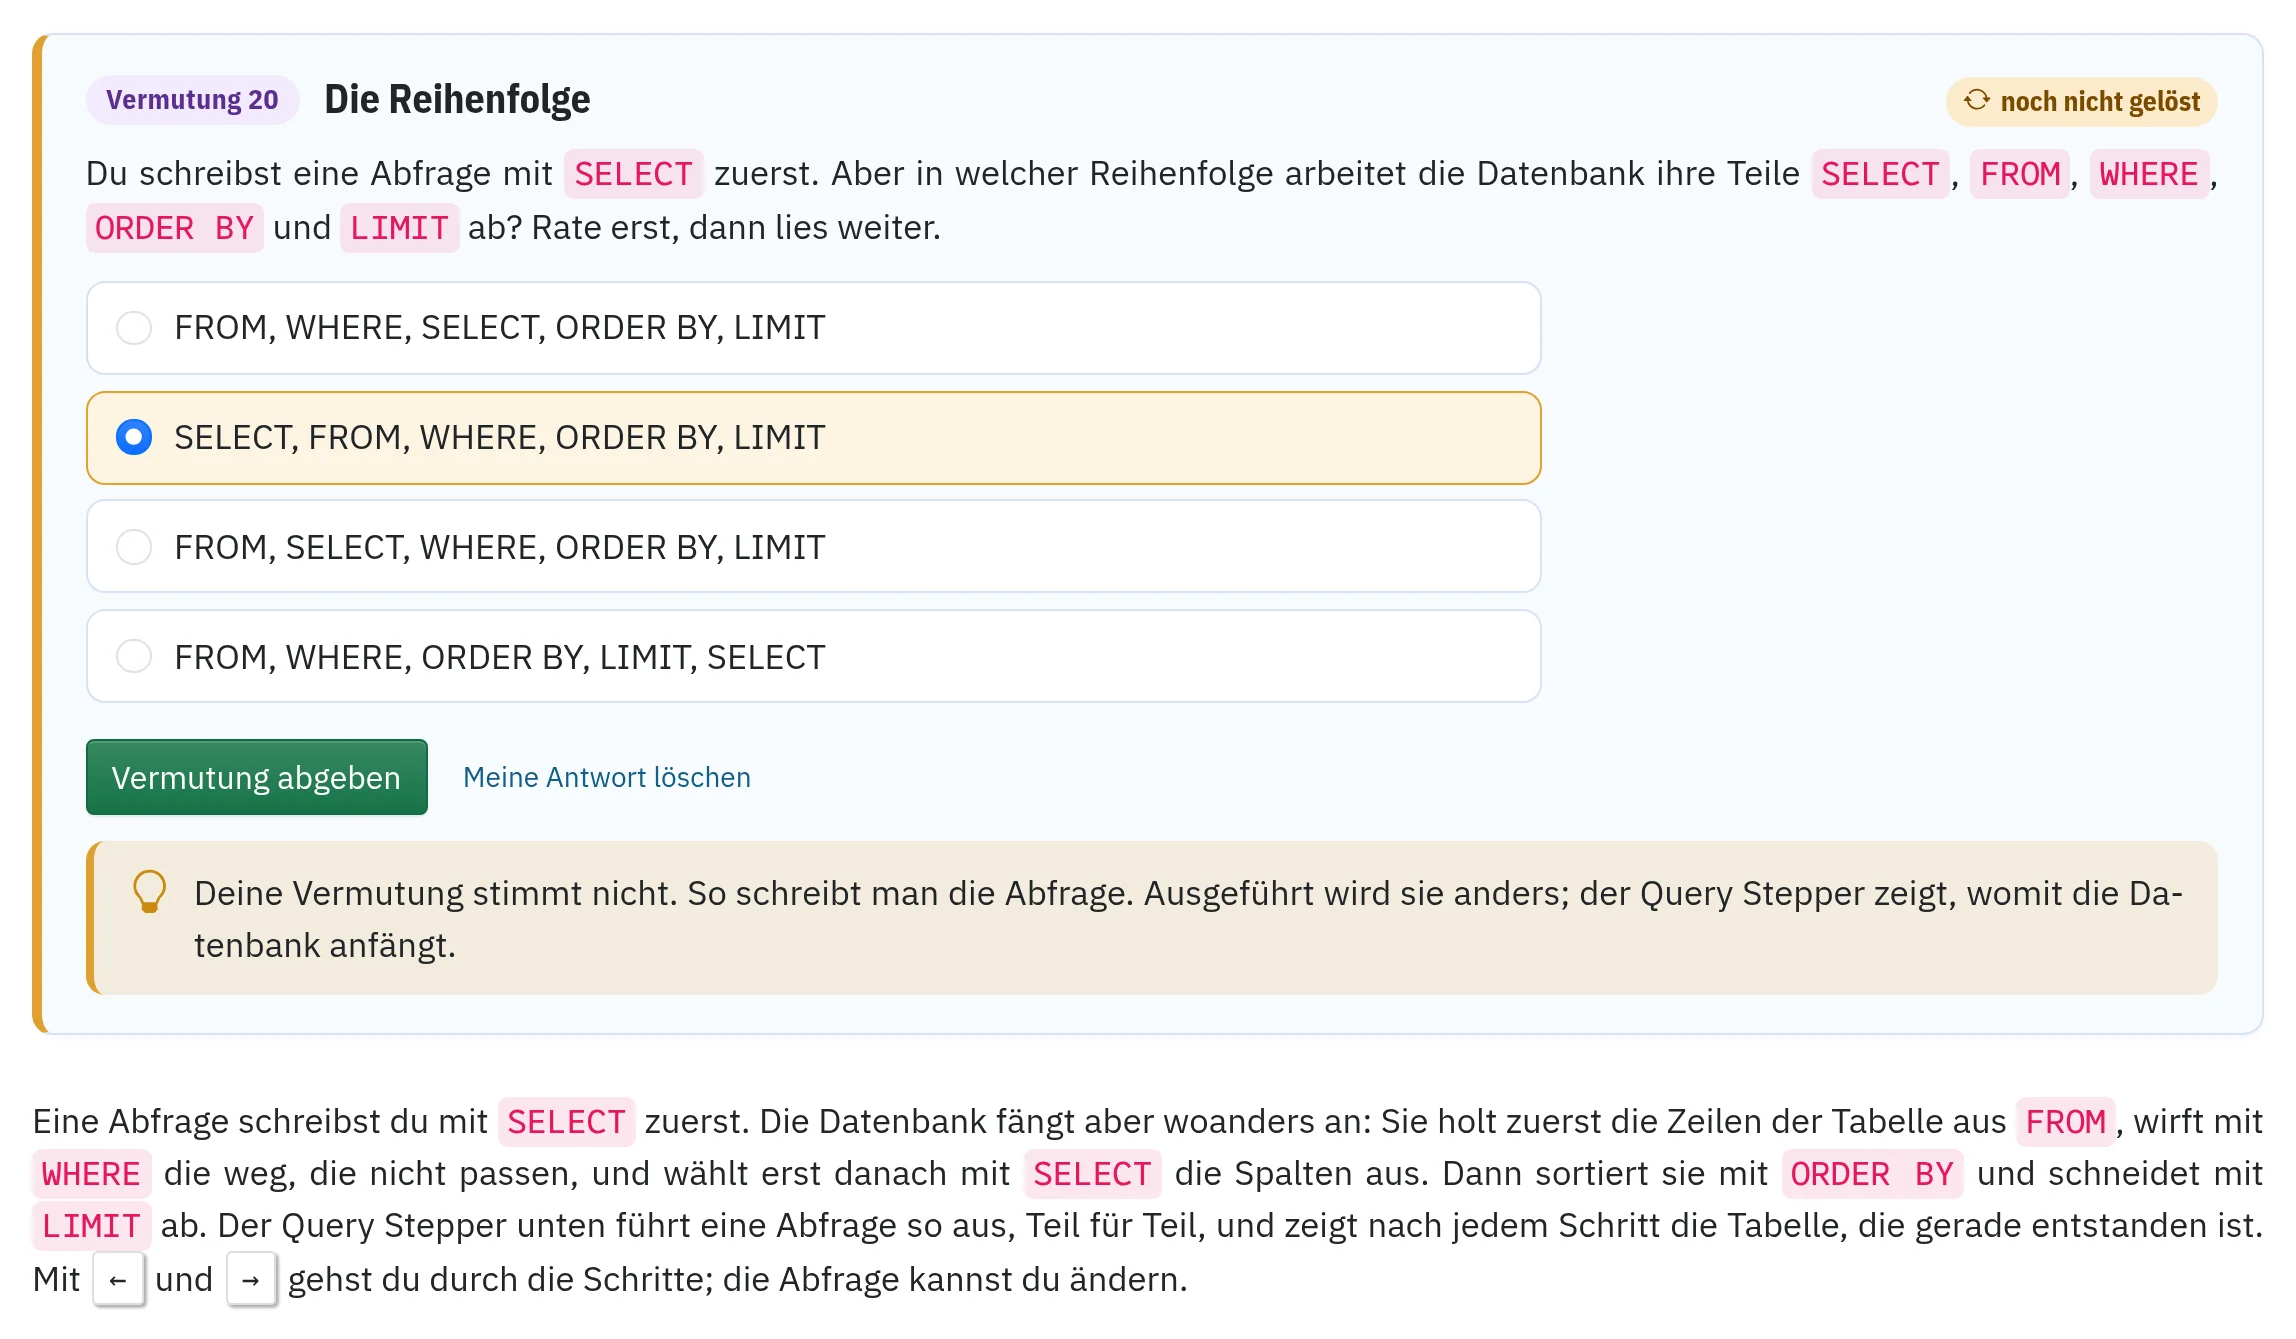 Vermutung 20 Die Reihenfolge noch nicht gelöst
Du schreibst eine Abfrage mit SELECT zuerst. Aber in welcher Reihenfolge arbeitet die Datenbank ihre Teile SELECT, FROM, WHERE,
ORDER BY und LIMIT ab? Rate erst, dann lies weiter.
FROM, WHERE, SELECT, ORDER BY, LIMIT
SELECT, FROM, WHERE, ORDER BY, LIMIT
FROM, SELECT, WHERE, ORDER BY, LIMIT
FROM, WHERE, ORDER BY, LIMIT, SELECT
Vermutung abgeben Meine Antwort löschen
Deine Vermutung stimmt nicht. So schreibt man die Abfrage. Ausgeführt wird sie anders; der Query Stepper zeigt, womit die Da-
tenbank anfängt.
Eine Abfrage schreibst du mit SELECT zuerst. Die Datenbank fängt aber woanders an: Sie holt zuerst die Zeilen der Tabelle aus FROM, wirft mit
WHERE die weg, die nicht passen, und wählt erst danach mit SELECT die Spalten aus. Dann sortiert sie mit ORDER BY und schneidet mit
LIMIT ab. Der Query Stepper unten führt eine Abfrage so aus, Teil für Teil, und zeigt nach jedem Schritt die Tabelle, die gerade entstanden ist.
Mit ← und → gehst du durch die Schritte; die Abfrage kannst du ändern.